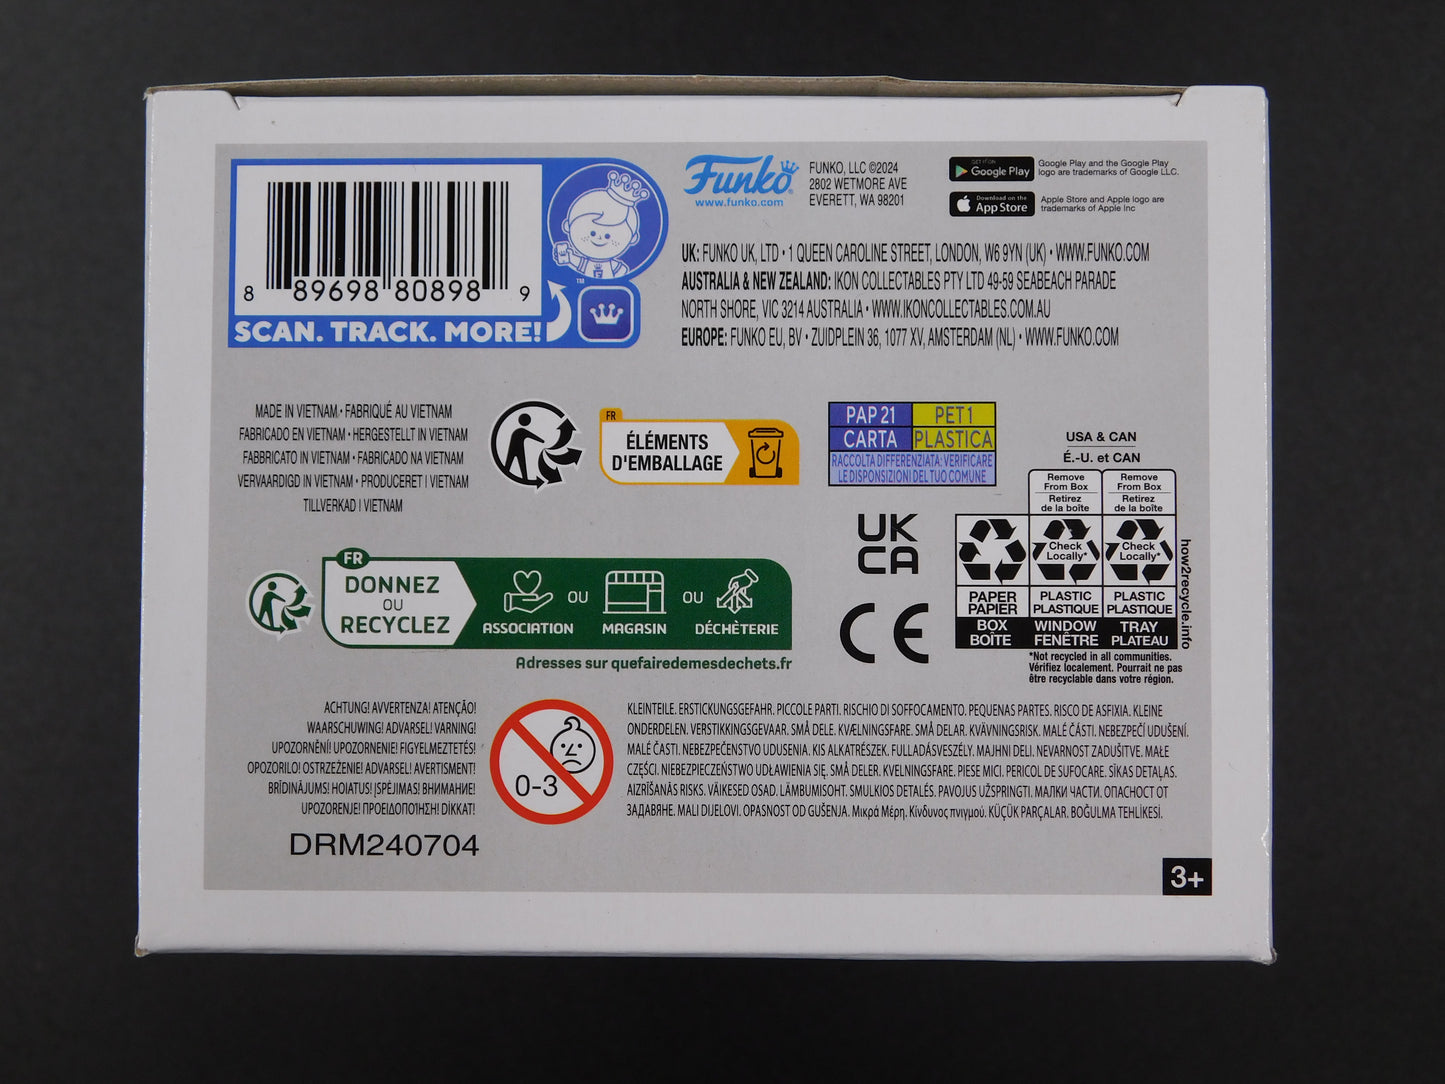 8 89698 80898 9
SCAN. TRACK. MORE!
™
Funko®
www.funko.com
FUNKO, LLC ©2024
2802 WETMORE AVE
EVERETT, WA 98201
GET IT ON
Google Play
Google Play and the Google Play
logo are trademarks of Google LLC.
Download on the
App Store
Apple Store and Apple logo are
trademarks of Apple Inc
UK: FUNKO UK, LTD • 1 QUEEN CAROLINE STREET, LONDON, W6 9YN (UK) • WWW.FUNKO.COM
AUSTRALIA & NEW ZEALAND: IKON COLLECTABLES PTY LTD 49-59 SEABEACH PARADE
NORTH SHORE, VIC 3214 AUSTRALIA • WWW.IKONCOLLECTABLES.COM.AU
EUROPE: FUNKO EU, BV • ZUIDPLEIN 36, 1077 XV, AMSTERDAM (NL) • WWW.FUNKO.COM
MADE IN VIETNAM • FABRIQUÉ AU VIETNAM
FABRICADO EN VIETNAM • HERGESTELLT IN VIETNAM
FABBRICATO IN VIETNAM • FABRICADO NA VIETNAM
VERVAARDIGD IN VIETNAM • PRODUCERET I VIETNAM
TILLVERKAD I VIETNAM
FR
ÉLÉMENTS
D'EMBALLAGE
PAP 21 PET 1
CARTA PLASTICA
RACCOLTA DIFFERENZIATA: VERIFICARE
LE DISPOSIZIONI DEL TUO COMUNE
USA & CAN
É.-U. et CAN
Remove
From Box
Retirez
de la boîte
Remove
From Box
Retirez
de la boîte
Check
Locally*
Check
Locally*
PAPER
PAPIER
BOX
BOÎTE
PLASTIC
PLASTIQUE
WINDOW
FENÊTRE
PLASTIC
PLASTIQUE
TRAY
PLATEAU
how2recycle.info
*Not recycled in all communities.
Vérifiez localement. Pourrait ne pas
être recyclable dans votre région.
UK
CA
CE
FR
DONNEZ
OU
RECYCLEZ
ASSOCIATION
OU
MAGASIN
OU
DÉCHÈTERIE
Adresses sur quefairedemesdechets.fr
ACHTUNG! AVVERTENZA! ATENÇÃO!
WAARSCHUWING! ADVARSEL! VARNING!
UPOZORNĚNÍ! UPOZORNENIE! FIGYELMEZTETÉS!
OPOZORILO! OSTRZEŻENIE! ADVARSEL! AVERTISMENT!
BRĪDINĀJUMS! HOIATUS! ĮSPĖJIMAS! ВНИМАНИЕ!
UPOZORENJE! ΠΡΟΕΙΔΟΠΟΊΗΣΗ! DİKKAT!
0-3
KLEINTEILE. ERSTICKUNGSGEFAHR. PICCOLE PARTI. RISCHIO DI SOFFOCAMENTO. PEQUENAS PARTES. RISCO DE ASFIXIA. KLEINE
ONDERDELEN. VERSTIKKINGSGEVAAR. SMÅ DELE. KVÆLNINGSFARE. SMÅ DELAR. KVÄVNINGSRISK. MALÉ ČÁSTI. NEBEZPEČÍ UDUŠENÍ.
MALÉ ČASTI. NEBEZPEČENSTVO UDUSENIA. KIS ALKATRÉSZEK. FULLADÁSVESZÉLY. MAJHNI DELI. NEVARNOST ZADUŠITVE. MAŁE
CZĘŚCI. NIEBEZPIECZEŃSTWO UDŁAWIENIA SIĘ. SMÅ DELER. KVELNINGSFARE. PIESE MICI. PERICOL DE SUFOCARE. SĪKAS DETAĻAS.
AIZRĪŠANĀS RISKS. VÄIKESED OSAD. LÄMBUMISOHT. SMULKIOS DETALĖS. PAVOJUS UŽSPRINGTI. МАЛКИ ЧАСТИ. ОПАСНОСТ ОТ
ЗАДАВЯНЕ. MALI DIJELOVI. OPASNOST OD GUŠENJA. Μικρά Μέρη. Κίνδυνος πνιγμού. KÜÇÜK PARÇALAR. BOĞULMA TEHLİKESİ.
DRM240704
3+